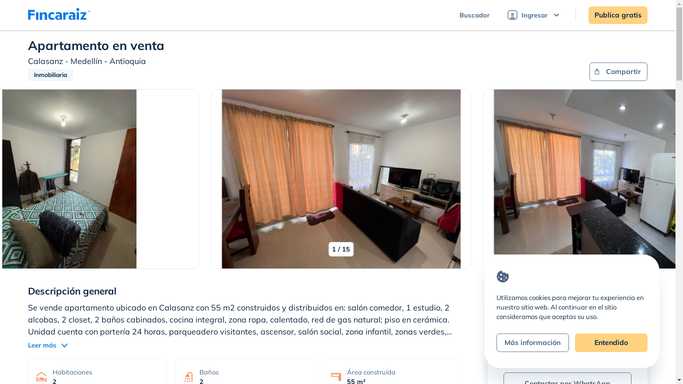 Fincaraiz
Buscador
Ingresar
Publica gratis
Apartamento en venta
Calasanz - Medellín - Antioquia
Inmobiliaria
Compartir
1 / 15
Descripción general
Se vende apartamento ubicado en Calasanz con 55 m2 construidos y distribuidos en: salón comedor, 1 estudio, 2
alcobas, 2 closet, 2 baños cabinados, cocina integral, zona ropa, calentado, red de gas natural; piso en cerámica.
Unidad cuenta con portería 24 horas, parqueadero visitantes, ascensor, salón social, zona infantil, zonas verdes,...
Leer más
Habitaciones
2
Baños
2
Área construida
55 m²
Utilizamos cookies para mejorar tu experiencia en
nuestro sitio web. Al continuar en el sitio
consideramos que aceptas su uso.
Más información
Entendido
Contactar por WhatsApp